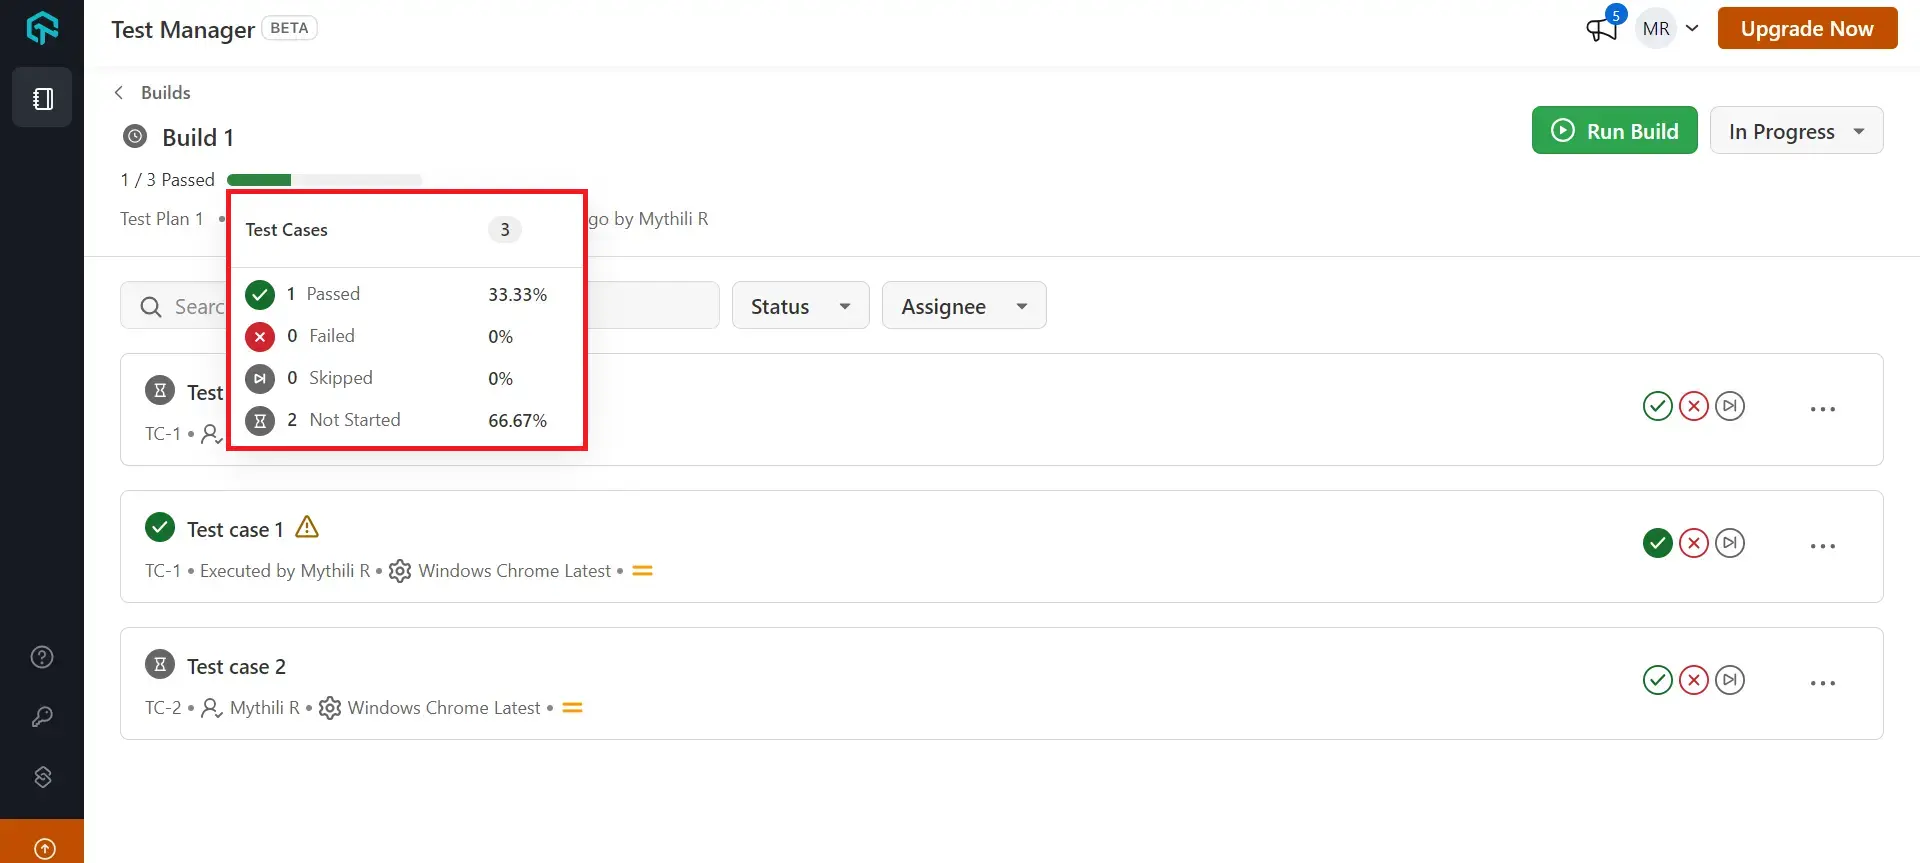 Test Manager BETA
5
MR
Upgrade Now
Builds
Build 1
Run Build
In Progress
1 / 3 Passed
Test Plan 1 •
go by Mythili R
Test Cases 3
1 Passed 33.33%
0 Failed 0%
0 Skipped 0%
2 Not Started 66.67%
Searc
Status
Assignee
Test
TC-1 •
Test case 1
TC-1 • Executed by Mythili R • Windows Chrome Latest •
Test case 2
TC-2 • Mythili R • Windows Chrome Latest •